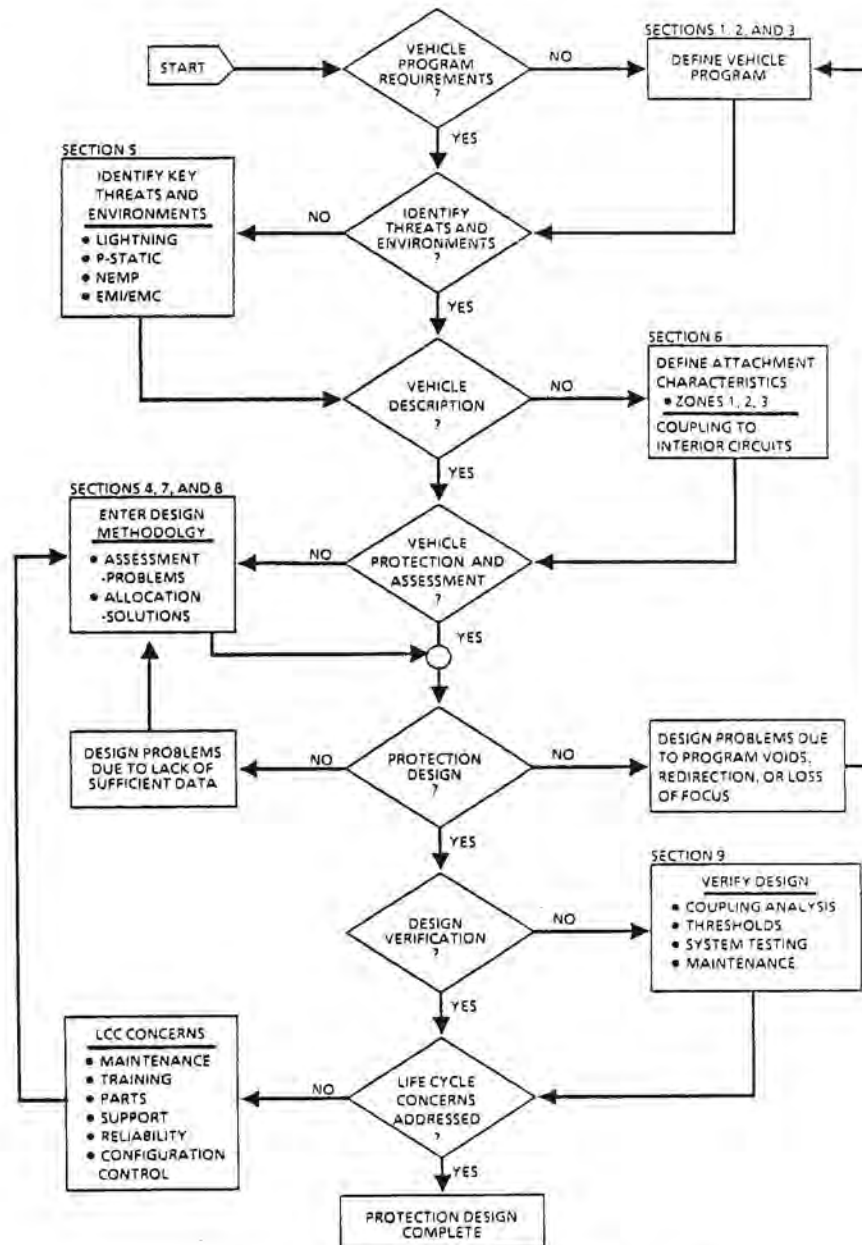 START
VEHICLE
PROGRAM
REQUIREMENTS
?
NO
YES
SECTIONS 1, 2, AND 3
DEFINE VEHICLE
PROGRAM
SECTION 5
IDENTIFY KEY
THREATS AND
ENVIRONMENTS
● LIGHTNING
● P-STATIC
● NEMP
● EMI/EMC
NO
IDENTIFY
THREATS AND
ENVIRONMENTS
?
YES
VEHICLE
DESCRIPTION
?
NO
YES
SECTION 6
DEFINE ATTACHMENT
CHARACTERISTICS
● ZONES 1, 2, 3
COUPLING TO
INTERIOR CIRCUITS
SECTIONS 4, 7, AND 8
ENTER DESIGN
METHODOLGY
● ASSESSMENT
-PROBLEMS
● ALLOCATION
-SOLUTIONS
NO
VEHICLE
PROTECTION AND
ASSESSMENT
?
YES
DESIGN PROBLEMS
DUE TO LACK OF
SUFFICIENT DATA
NO
PROTECTION
DESIGN
?
NO
YES
DESIGN PROBLEMS DUE
TO PROGRAM VOIDS,
REDIRECTION, OR LOSS
OF FOCUS
DESIGN
VERIFICATION
?
NO
YES
SECTION 9
VERIFY DESIGN
● COUPLING ANALYSIS
● THRESHOLDS
● SYSTEM TESTING
● MAINTENANCE
LCC CONCERNS
● MAINTENANCE
● TRAINING
● PARTS
● SUPPORT
● RELIABILITY
● CONFIGURATION
CONTROL
NO
LIFE CYCLE
CONCERNS
ADDRESSED
?
YES
PROTECTION DESIGN
COMPLETE